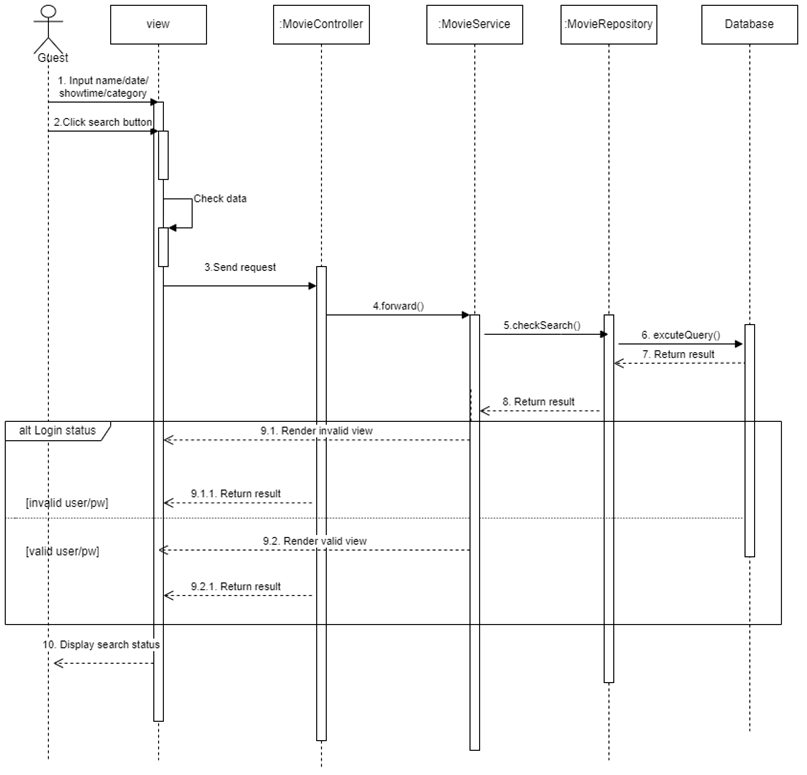 view
:MovieController
:MovieService
:MovieRepository
Database
Guest
1. Input name/date/
showtime/category
2.Click search button
Check data
3.Send request
4.forward()
5.checkSearch()
6. excuteQuery()
7. Return result
8. Return result
alt Login status
9.1. Render invalid view
9.1.1. Return result
[invalid user/pw]
9.2. Render valid view
[valid user/pw]
9.2.1. Return result
10. Display search status